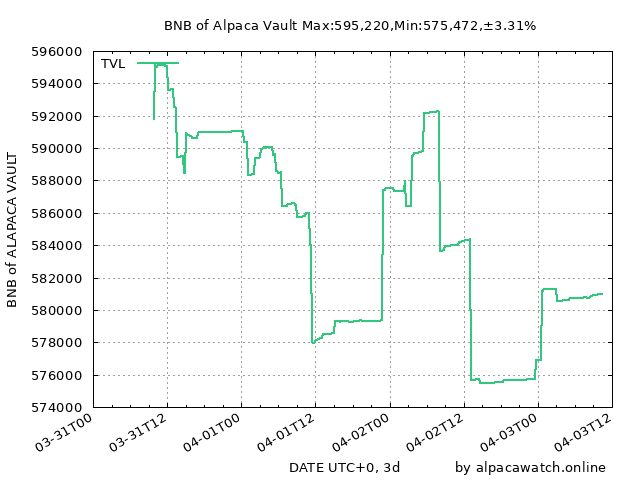 BNB of Alpaca Vault Max:595,220,Min:575,472,±3.31%
596000
TVL
594000
592000
590000
588000
586000
584000
582000
580000
578000
576000
574000
BNB of ALAPACA VAULT
03-31T00
03-31T12
04-01T00
04-01T12
04-02T00
04-02T12
04-03T00
04-03T12
DATE UTC+0, 3d
by alpacawatch.online